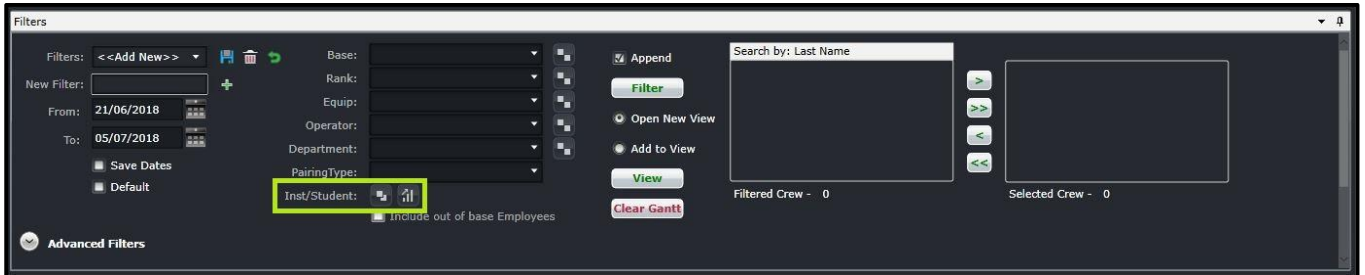 Filters
Filters: <<Add New>>
New Filter:
From: 21/06/2018
To: 05/07/2018
Save Dates
Default
Base:
Rank:
Equip:
Operator:
Department:
PairingType:
Inst/Student:
Include out of base Employees
Append
Filter
Open New View
Add to View
View
Clear Gantt
Search by: Last Name
Filtered Crew - 0
>
>>
<
<<
Selected Crew - 0
Advanced Filters